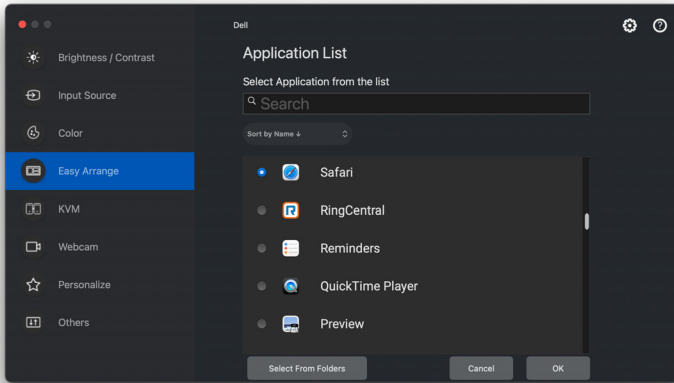 Dell
Brightness / Contrast
Input Source
Color
Easy Arrange
KVM
Webcam
Personalize
Others
Application List
Select Application from the list
Search
Sort by Name ↓
Safari
RingCentral
Reminders
QuickTime Player
Preview
Select From Folders
Cancel
OK